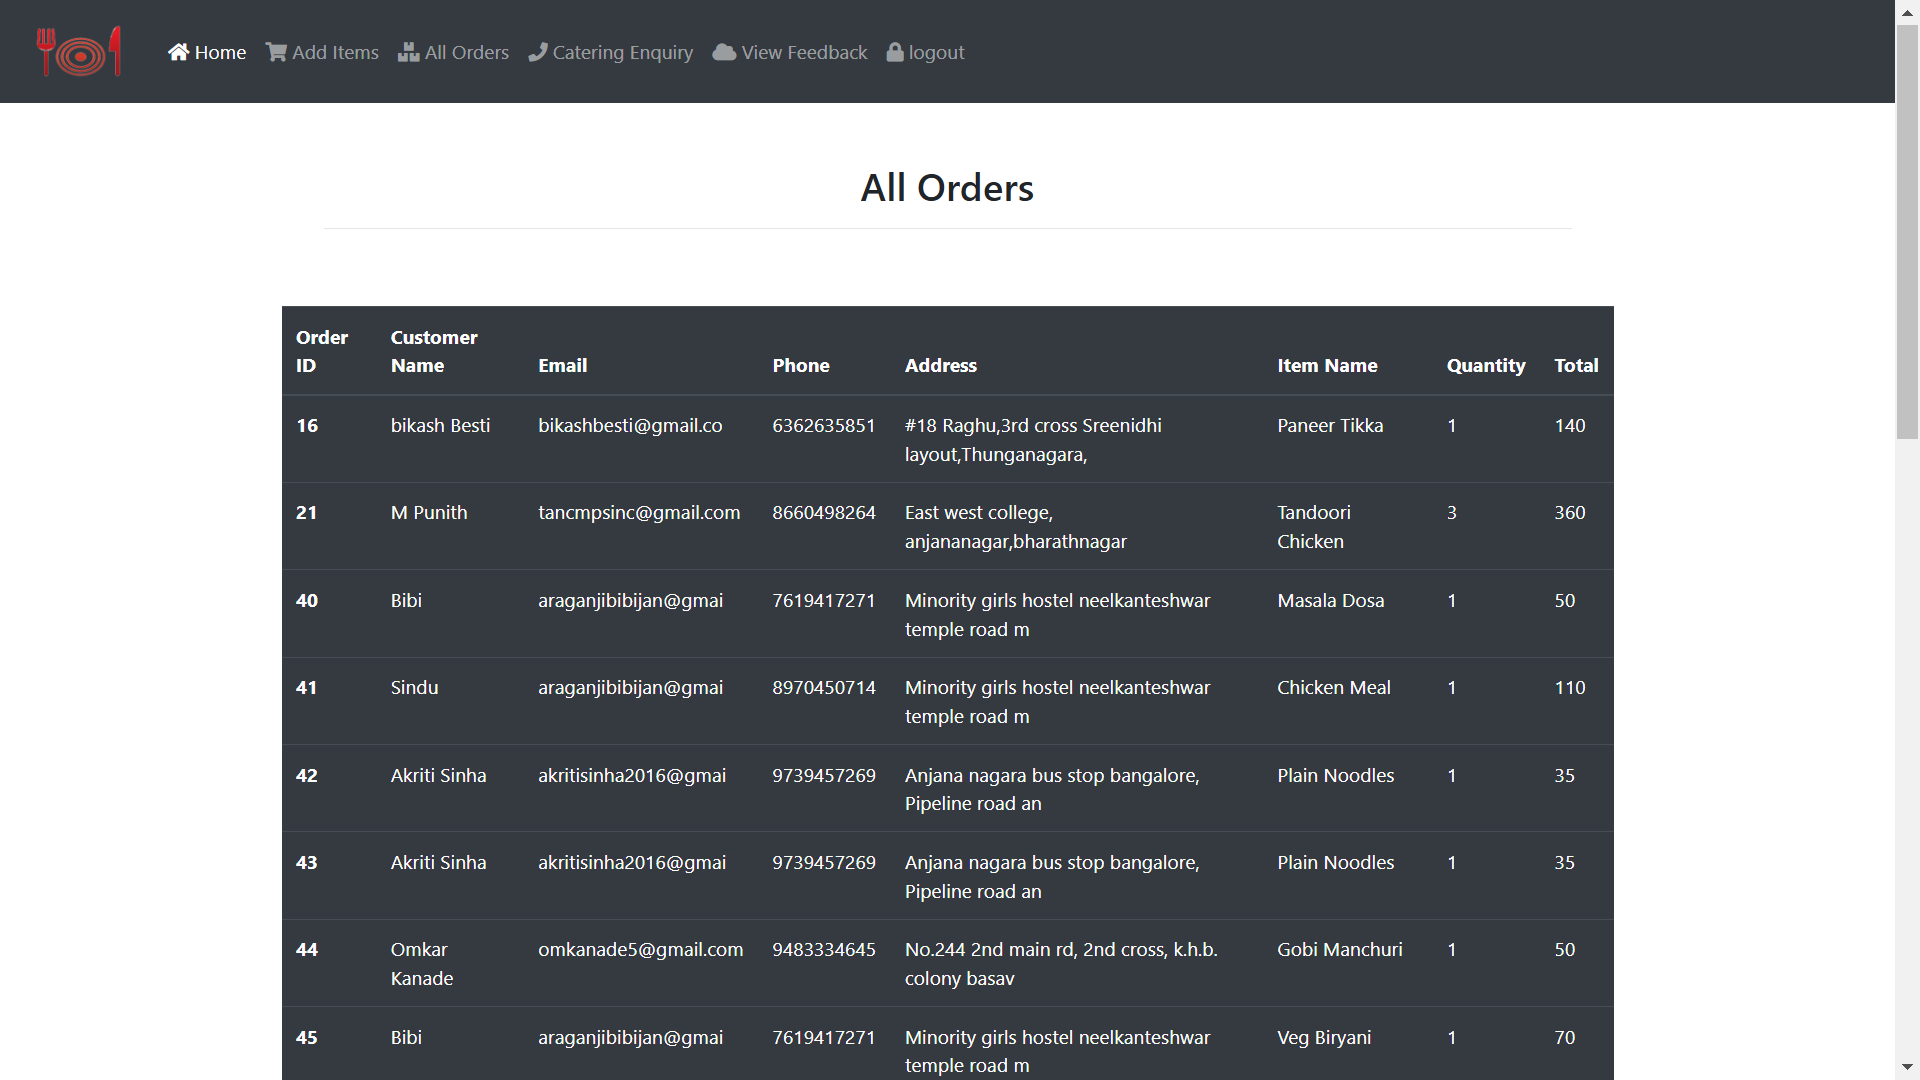 Home Add Items All Orders Catering Enquiry View Feedback logout
All Orders
Order ID Customer Name Email Phone Address Item Name Quantity Total
16 bikash Besti bikashbesti@gmail.co 6362635851 #18 Raghu,3rd cross Sreenidhi Paneer Tikka 1 140
layout,Thunganagara,
21 M Punith tancmpsinc@gmail.com 8660498264 East west college, Tandoori 3 360
anjananagar,bharathnagar Chicken
40 Bibi araganjibibijan@gmai 7619417271 Minority girls hostel neelkanteshwar Masala Dosa 1 50
temple road m
41 Sindu araganjibibijan@gmai 8970450714 Minority girls hostel neelkanteshwar Chicken Meal 1 110
temple road m
42 Akriti Sinha akritisinha2016@gmai 9739457269 Anjana nagara bus stop bangalore, Plain Noodles 1 35
Pipeline road an
43 Akriti Sinha akritisinha2016@gmai 9739457269 Anjana nagara bus stop bangalore, Plain Noodles 1 35
Pipeline road an
44 Omkar omkanade5@gmail.com 9483334645 No.244 2nd main rd, 2nd cross, k.h.b. Gobi Manchuri 1 50
Kanade colony basav
45 Bibi araganjibibijan@gmai 7619417271 Minority girls hostel neelkanteshwar Veg Biryani 1 70
temple road m